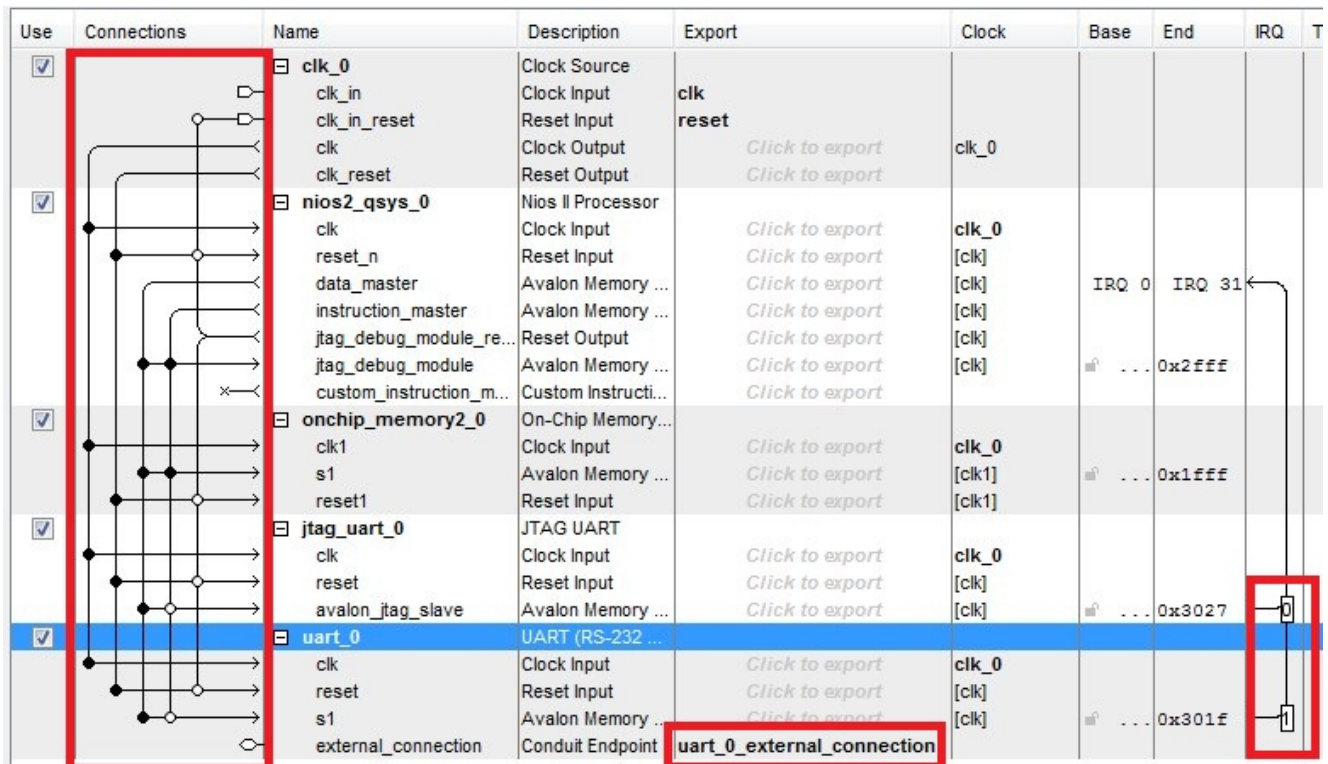 Use Connections Name Description Export Clock Base End IRQ T
clk_0 Clock Source
clk_in Clock Input clk
clk_in_reset Reset Input reset
clk Clock Output Click to export clk_0
clk_reset Reset Output Click to export
nios2_qsys_0 Nios II Processor
clk Clock Input Click to export clk_0
reset_n Reset Input Click to export [clk]
data_master Avalon Memory ... Click to export [clk] IRQ 0 IRQ 31
instruction_master Avalon Memory ... Click to export [clk]
jtag_debug_module_re... Reset Output Click to export [clk]
jtag_debug_module Avalon Memory ... Click to export [clk] ... 0x2fff
custom_instruction_m... Custom Instructi... Click to export
onchip_memory2_0 On-Chip Memory...
clk1 Clock Input Click to export clk_0
s1 Avalon Memory ... Click to export [clk1] ... 0x1fff
reset1 Reset Input Click to export [clk1]
jtag_uart_0 JTAG UART
clk Clock Input Click to export clk_0
reset Reset Input Click to export [clk]
avalon_jtag_slave Avalon Memory ... Click to export [clk] ... 0x3027 0
uart_0 UART (RS-232 ...
clk Clock Input Click to export clk_0
reset Reset Input Click to export [clk]
s1 Avalon Memory ... Click to export [clk] ... 0x301f 1
external_connection Conduit Endpoint uart_0_external_connection